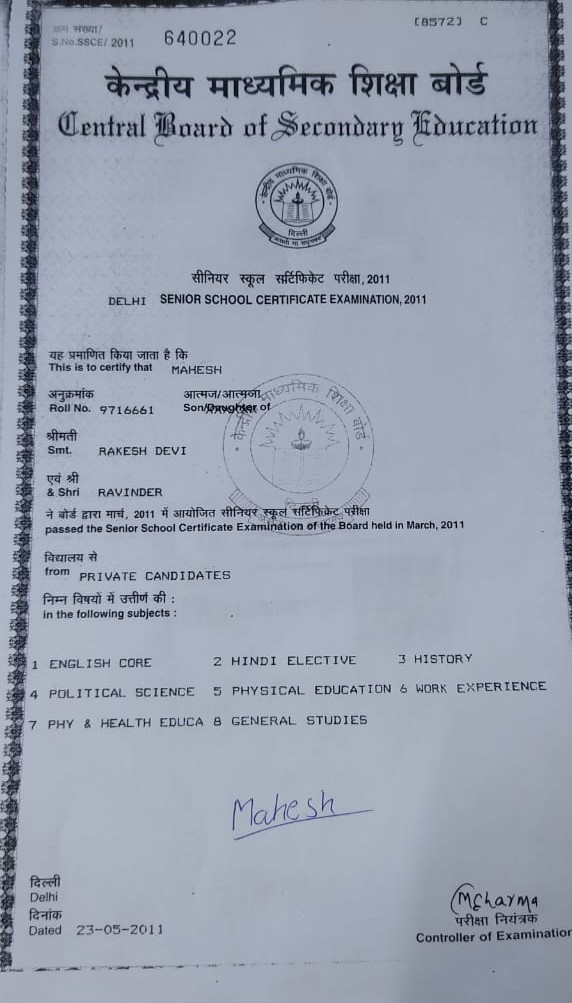 क्रम संख्या/
S.No.SSCE/ 2011 640022 [8572] C
केन्द्रीय माध्यमिक शिक्षा बोर्ड
Central Board of Secondary Education
केन्द्रीय माध्यमिक शिक्षा बोर्ड
दिल्ली
सीनियर स्कूल सर्टिफिकेट परीक्षा, 2011
DELHI SENIOR SCHOOL CERTIFICATE EXAMINATION, 2011
यह प्रमाणित किया जाता है कि
This is to certify that MAHESH
अनुक्रमांक आत्मज/आत्मजा
Roll No. 9716661 Son/Daughter of
श्रीमती
Smt. RAKESH DEVI
एवं श्री
& Shri RAVINDER
ने बोर्ड द्वारा मार्च, 2011 में आयोजित सीनियर स्कूल सर्टिफिकेट परीक्षा
passed the Senior School Certificate Examination of the Board held in March, 2011
विद्यालय से
from PRIVATE CANDIDATES
निम्न विषयों में उत्तीर्ण की :
in the following subjects :
1 ENGLISH CORE 2 HINDI ELECTIVE 3 HISTORY
4 POLITICAL SCIENCE 5 PHYSICAL EDUCATION 6 WORK EXPERIENCE
7 PHY & HEALTH EDUCA 8 GENERAL STUDIES
Mahesh
दिल्ली
Delhi
दिनांक
Dated 23-05-2011
MSharma
परीक्षा नियंत्रक
Controller of Examination